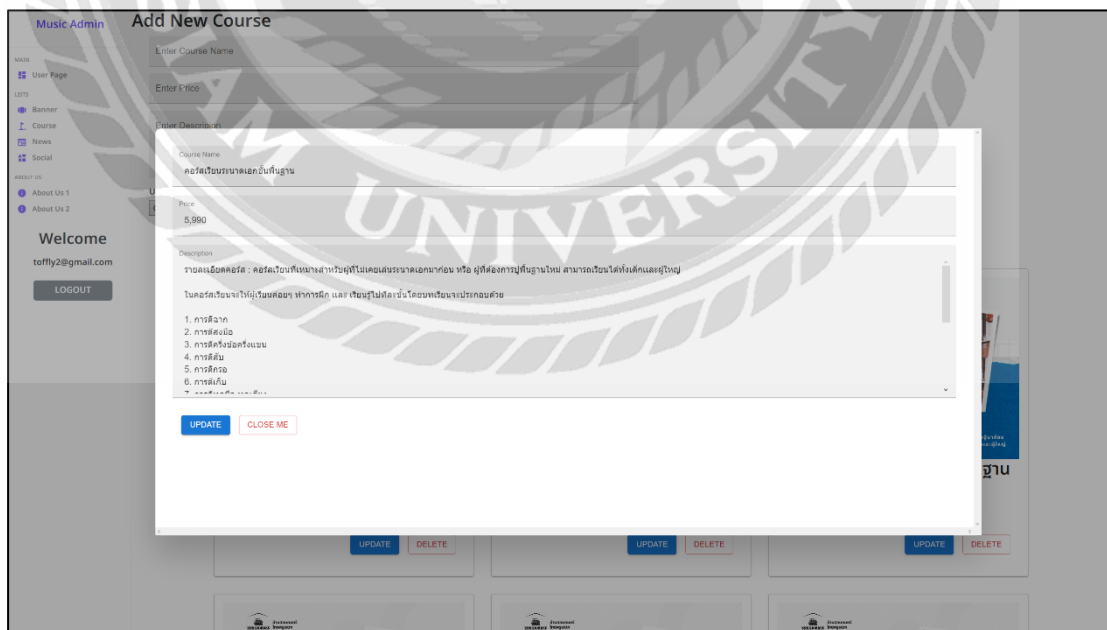 Music Admin
Add New Course
Enter Course Name
MAIN
User Page
Enter Price
LISTS
Banner
Course
Enter Description
News
Social
ABOUT US
About Us 1
About Us 2
Welcome
toffly2@gmail.com
LOGOUT
SIAM UNIVERSITY
Course Name
คอร์สเรียนระนาดเอกขั้นพื้นฐาน
Price
5,990
Description
รายละเอียดคอร์ส : คอร์สเรียนที่เหมาะสำหรับผู้ที่ไม่เคยเล่นระนาดเอกมาก่อน หรือ ผู้ที่ต้องการปูพื้นฐานใหม่ สามารถเรียนได้ทั้งเด็กและผู้ใหญ่
ในคอร์สเรียนจะให้ผู้เรียนค่อยๆ ทำการฝึก และ เรียนรู้ไปทีละขั้นโดยบทเรียนจะประกอบด้วย
1. การตีฉาก
2. การตีสงมือ
3. การตีครึ่งข้อครึ่งแขน
4. การตีสับ
5. การตีกรอ
6. การตีเก็บ
UPDATE
CLOSE ME
ฐาน
UPDATE
DELETE
UPDATE
DELETE
UPDATE
DELETE